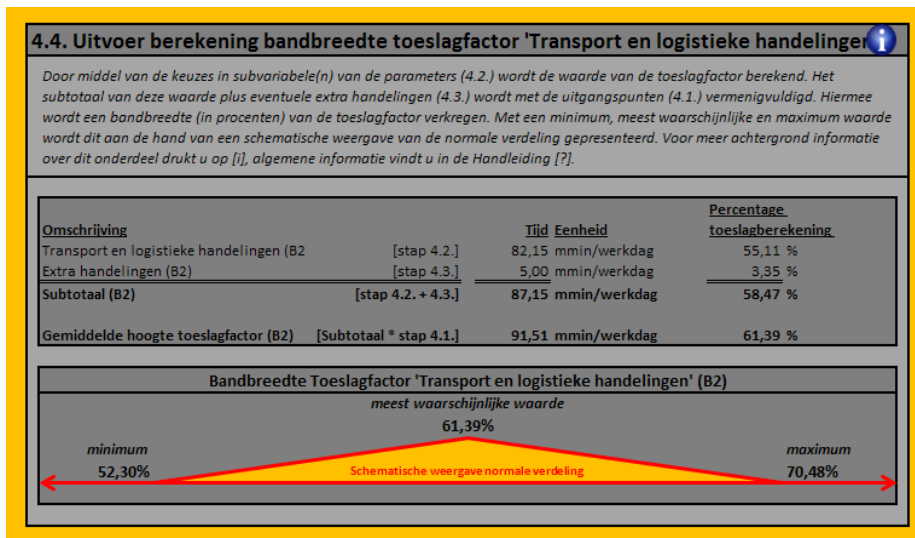 4.4. Uitvoer berekening bandbreedte toeslagfactor 'Transport en logistieke handelingen
i
Door middel van de keuzes in subvariabele(n) van de parameters (4.2.) wordt de waarde van de toeslagfactor berekend. Het
subtotaal van deze waarde plus eventuele extra handelingen (4.3.) wordt met de uitgangspunten (4.1.) vermenigvuldigd. Hiermee
wordt een bandbreedte (in procenten) van de toeslagfactor verkregen. Met een minimum, meest waarschijnlijke en maximum waarde
wordt dit aan de hand van een schematische weergave van de normale verdeling gepresenteerd. Voor meer achtergrond informatie
over dit onderdeel drukt u op [i], algemene informatie vindt u in de Handleiding [?].
Percentage
Omschrijving Tijd Eenheid toeslagberekening
Transport en logistieke handelingen (B2 [stap 4.2.] 82,15 mmin/werkdag 55,11 %
Extra handelingen (B2) [stap 4.3.] 5,00 mmin/werkdag 3,35 %
Subtotaal (B2) [stap 4.2. + 4.3.] 87,15 mmin/werkdag 58,47 %
Gemiddelde hoogte toeslagfactor (B2) [Subtotaal * stap 4.1.] 91,51 mmin/werkdag 61,39 %
Bandbreedte Toeslagfactor 'Transport en logistieke handelingen' (B2)
meest waarschijnlijke waarde
61,39%
minimum maximum
52,30% Schematische weergave normale verdeling 70,48%